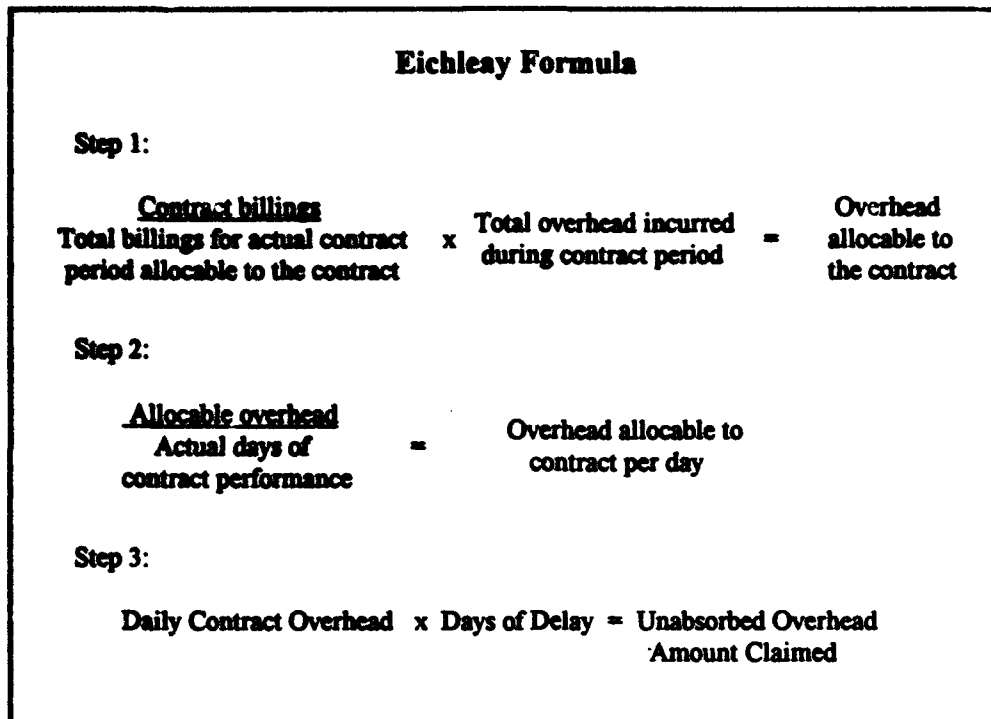 Eichleay Formula
Step 1:
Contract billings
Total billings for actual contract
period allocable to the contract
x
Total overhead incurred
during contract period
=
Overhead
allocable to
the contract
Step 2:
Allocable overhead
Actual days of
contract performance
=
Overhead allocable to
contract per day
Step 3:
Daily Contract Overhead x Days of Delay = Unabsorbed Overhead
Amount Claimed